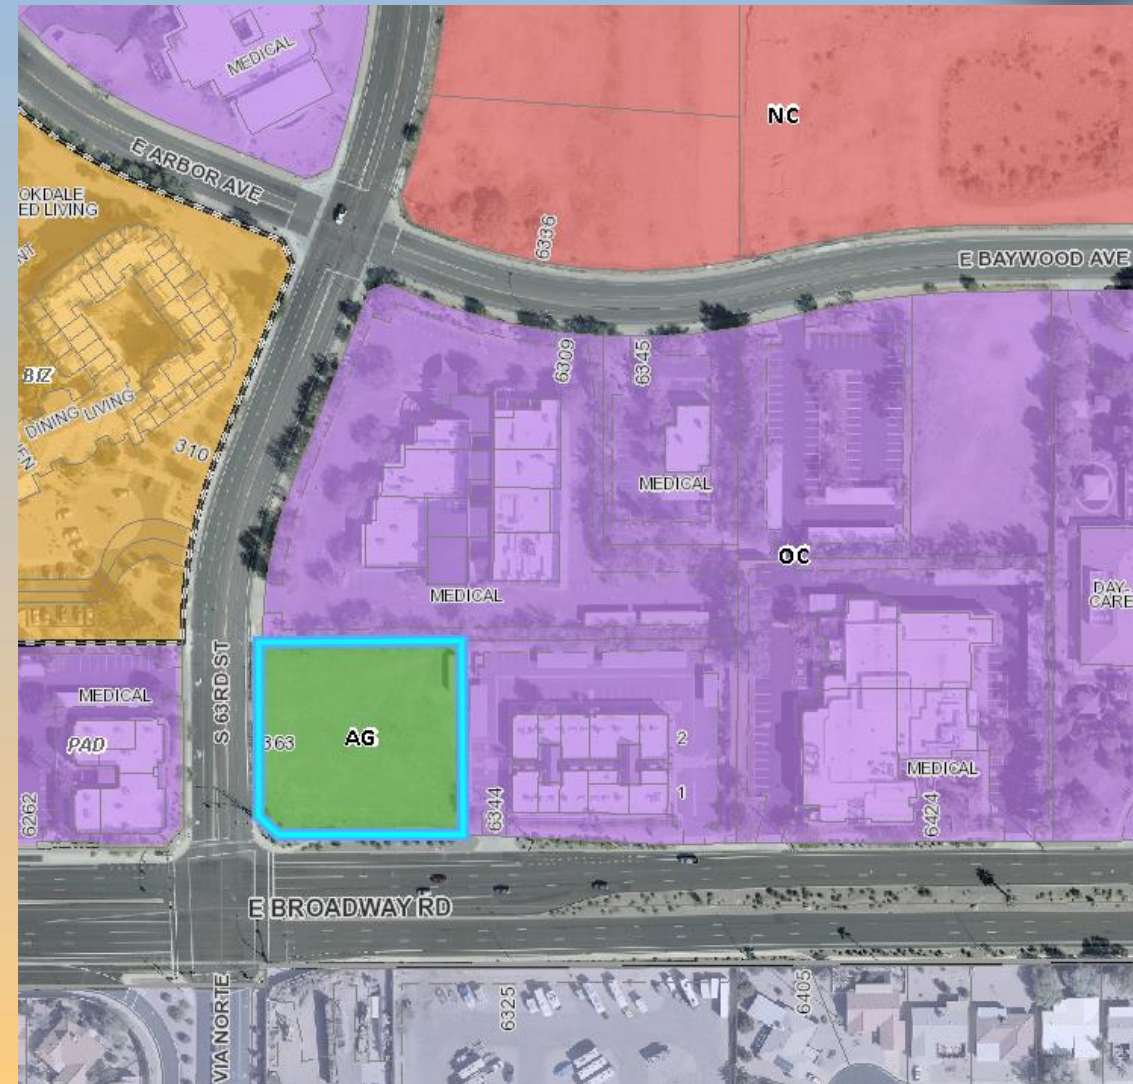 MEDICAL
NC
E ARBOR AVE
OKDALE
ED LIVING
6336
E BAYWOOD AVE
6309
6345
BIZ
DINING LIVING
310
MEDICAL
OC
MEDICAL
DAY-
CARE
S 63RD ST
MEDICAL
PAD
363
AG
2
MEDICAL
1
6262
6344
6424
E BROADWAY RD
6325
6405
VIA NORTE